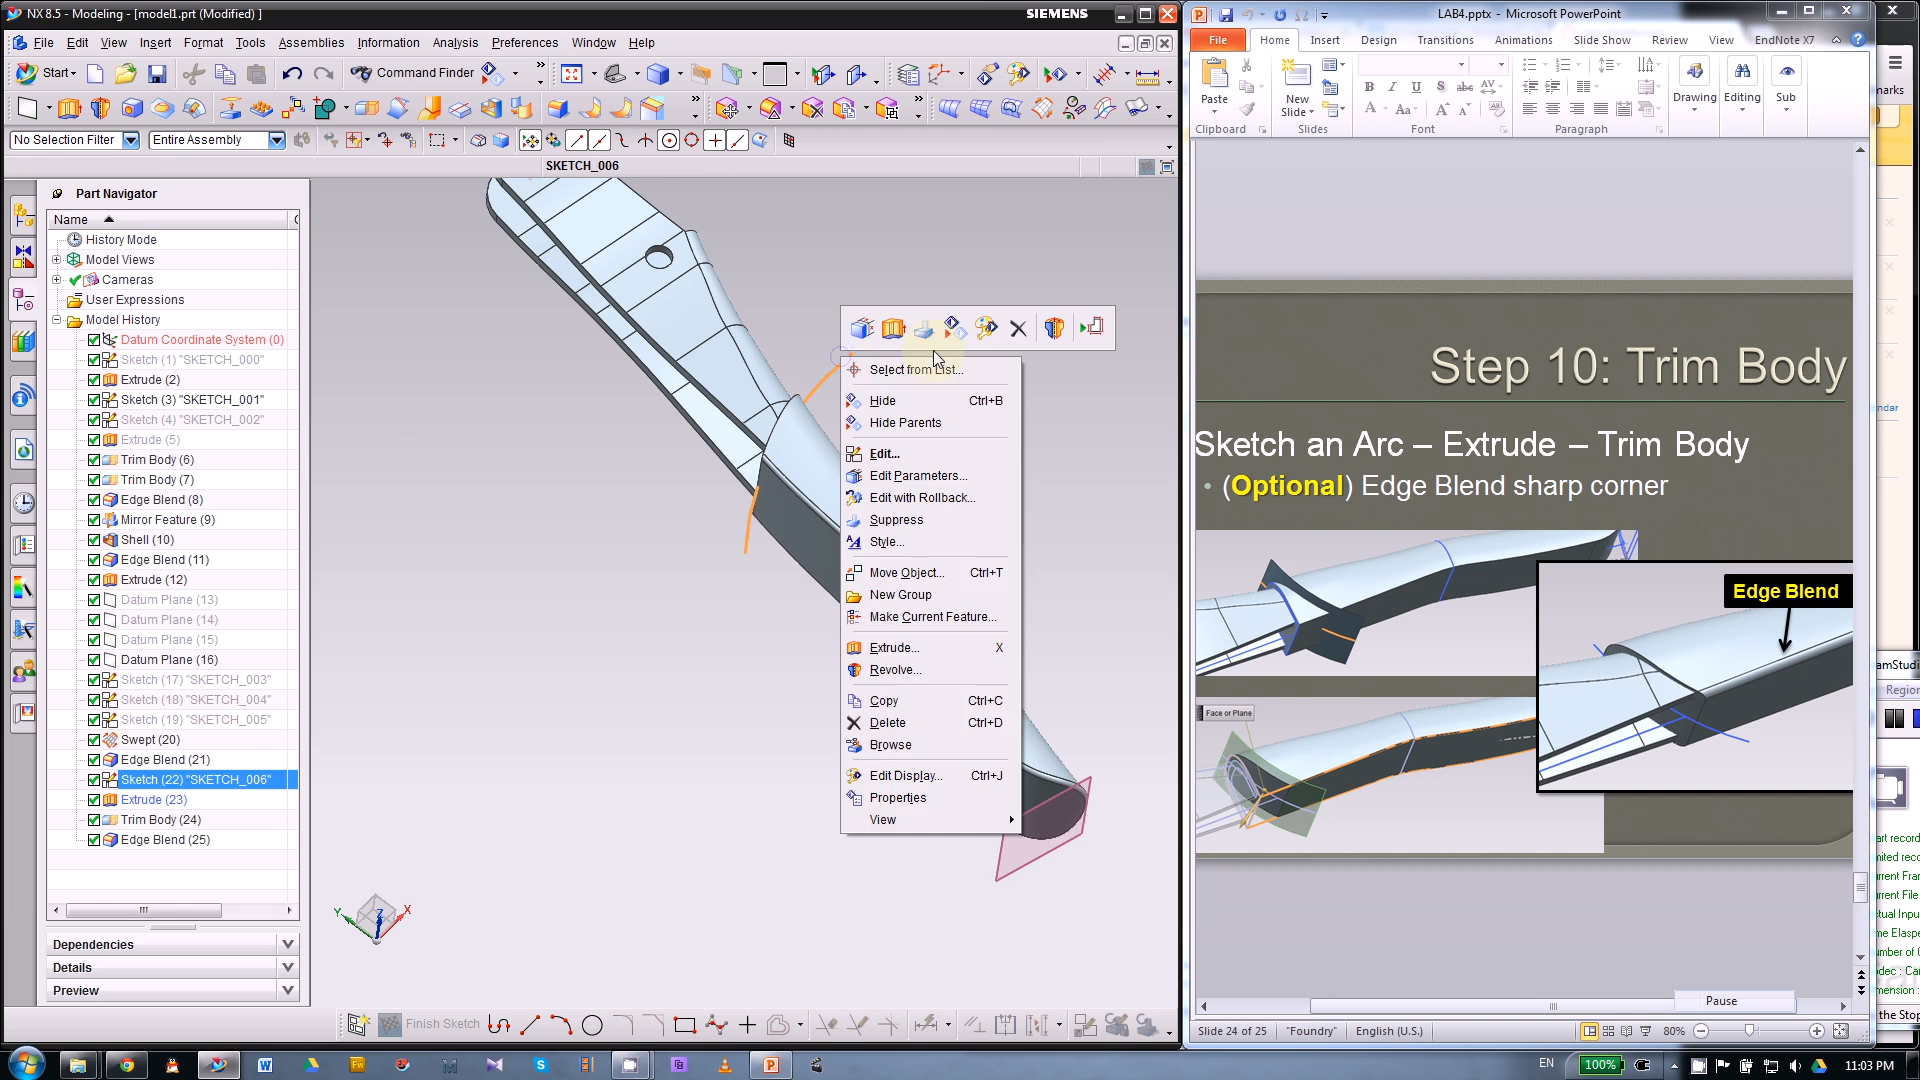 NX 8.5 - Modeling - [model1.prt (Modified) ]
SIEMENS
File Edit View Insert Format Tools Assemblies Information Analysis Preferences Window Help
Start
Command Finder
No Selection Filter
Entire Assembly
SKETCH_006
Part Navigator
Name
History Mode
Model Views
Cameras
User Expressions
Model History
Datum Coordinate System (0)
Sketch (1) "SKETCH_000"
Extrude (2)
Sketch (3) "SKETCH_001"
Sketch (4) "SKETCH_002"
Extrude (5)
Trim Body (6)
Trim Body (7)
Edge Blend (8)
Mirror Feature (9)
Shell (10)
Edge Blend (11)
Extrude (12)
Datum Plane (13)
Datum Plane (14)
Datum Plane (15)
Datum Plane (16)
Sketch (17) "SKETCH_003"
Sketch (18) "SKETCH_004"
Sketch (19) "SKETCH_005"
Swept (20)
Edge Blend (21)
Sketch (22) "SKETCH_006"
Extrude (23)
Trim Body (24)
Edge Blend (25)
Dependencies
Details
Preview
Select from List...
Hide Ctrl+B
Hide Parents
Edit...
Edit Parameters...
Edit with Rollback...
Suppress
Style...
Move Object... Ctrl+T
New Group
Make Current Feature...
Extrude... X
Revolve...
Copy Ctrl+C
Delete Ctrl+D
Browse
Edit Display... Ctrl+J
Properties
View
X
Y
Z
Finish Sketch
LAB4.pptx - Microsoft PowerPoint
File Home Insert Design Transitions Animations Slide Show Review View EndNote X7
Paste
New
Slide
Drawing
Editing
Sub
Clipboard
Slides
Font
Paragraph
Step 10: Trim Body
Sketch an Arc – Extrude – Trim Body
• (Optional) Edge Blend sharp corner
Edge Blend
Face or Plane
Pause
Slide 24 of 25
"Foundry"
English (U.S.)
80%
EN
100%
11:03 PM